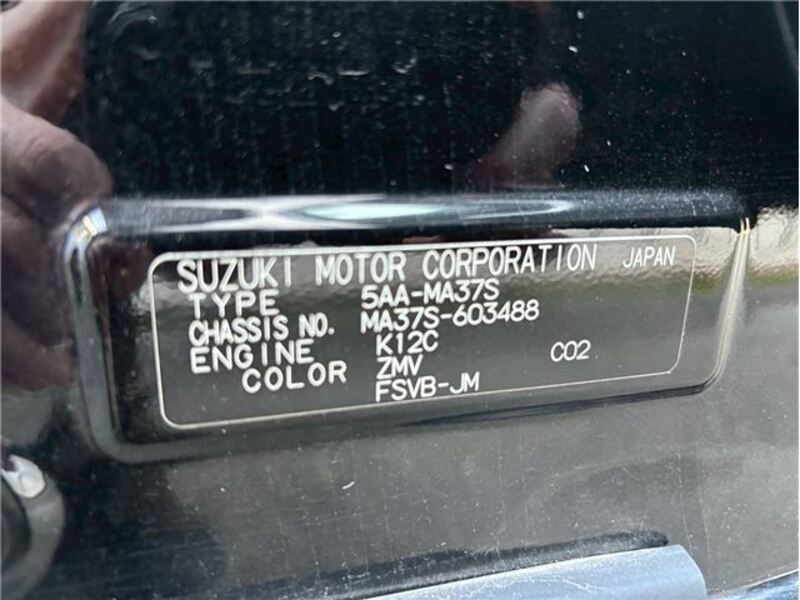 SUZUKI MOTOR CORPORATION JAPAN
TYPE 5AA-MA37S
CHASSIS NO. MA37S-603488
ENGINE K12C
COLOR ZMV C02
FSVB-JM